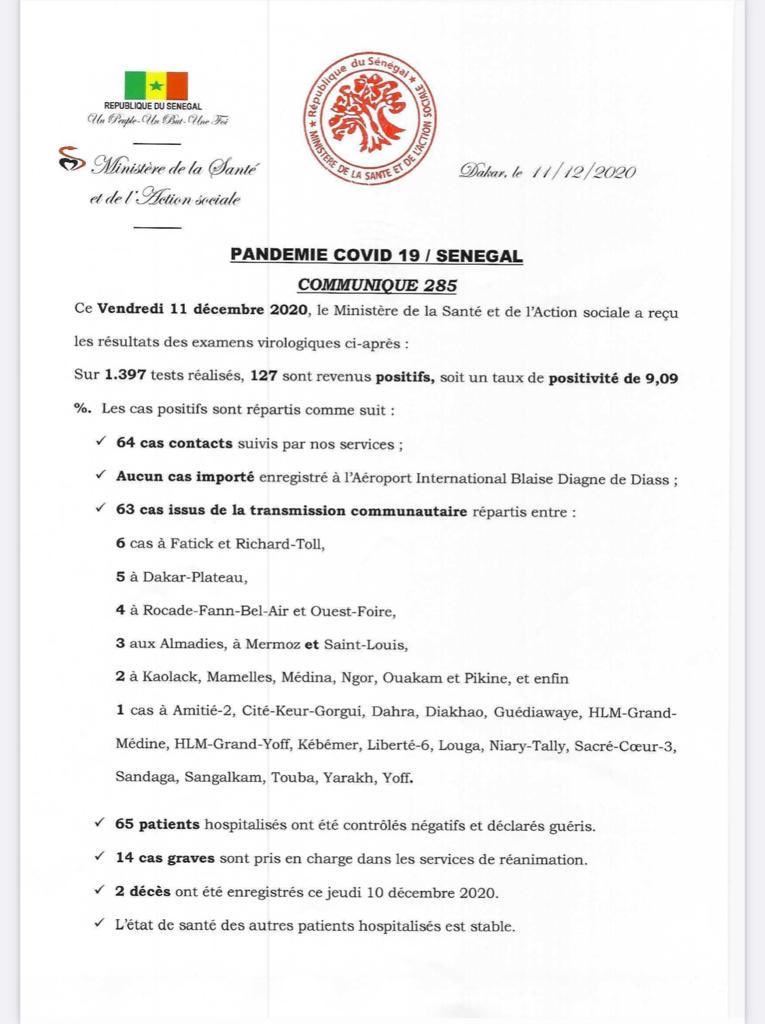 REPUBLIQUE DU SENEGAL
Un Peuple-Un But-Une Foi
Ministère de la Santé
et de l'Action sociale
République du Sénégal
MINISTERE DE LA SANTE ET DE L'ACTION SOCIALE
Dakar, le 11/12/2020
PANDEMIE COVID 19 / SENEGAL
COMMUNIQUE 285
Ce Vendredi 11 décembre 2020, le Ministère de la Santé et de l'Action sociale a reçu
les résultats des examens virologiques ci-après :
Sur 1.397 tests réalisés, 127 sont revenus positifs, soit un taux de positivité de 9,09
%. Les cas positifs sont répartis comme suit :
✓ 64 cas contacts suivis par nos services ;
✓ Aucun cas importé enregistré à l'Aéroport International Blaise Diagne de Diass ;
✓ 63 cas issus de la transmission communautaire répartis entre :
6 cas à Fatick et Richard-Toll,
5 à Dakar-Plateau,
4 à Rocade-Fann-Bel-Air et Ouest-Foire,
3 aux Almadies, à Mermoz et Saint-Louis,
2 à Kaolack, Mamelles, Médina, Ngor, Ouakam et Pikine, et enfin
1 cas à Amitié-2, Cité-Keur-Gorgui, Dahra, Diakhao, Guédiawaye, HLM-Grand-
Médine, HLM-Grand-Yoff, Kébémer, Liberté-6, Louga, Niary-Tally, Sacré-Cœur-3,
Sandaga, Sangalkam, Touba, Yarakh, Yoff.
✓ 65 patients hospitalisés ont été contrôlés négatifs et déclarés guéris.
✓ 14 cas graves sont pris en charge dans les services de réanimation.
✓ 2 décès ont été enregistrés ce jeudi 10 décembre 2020.
✓ L'état de santé des autres patients hospitalisés est stable.